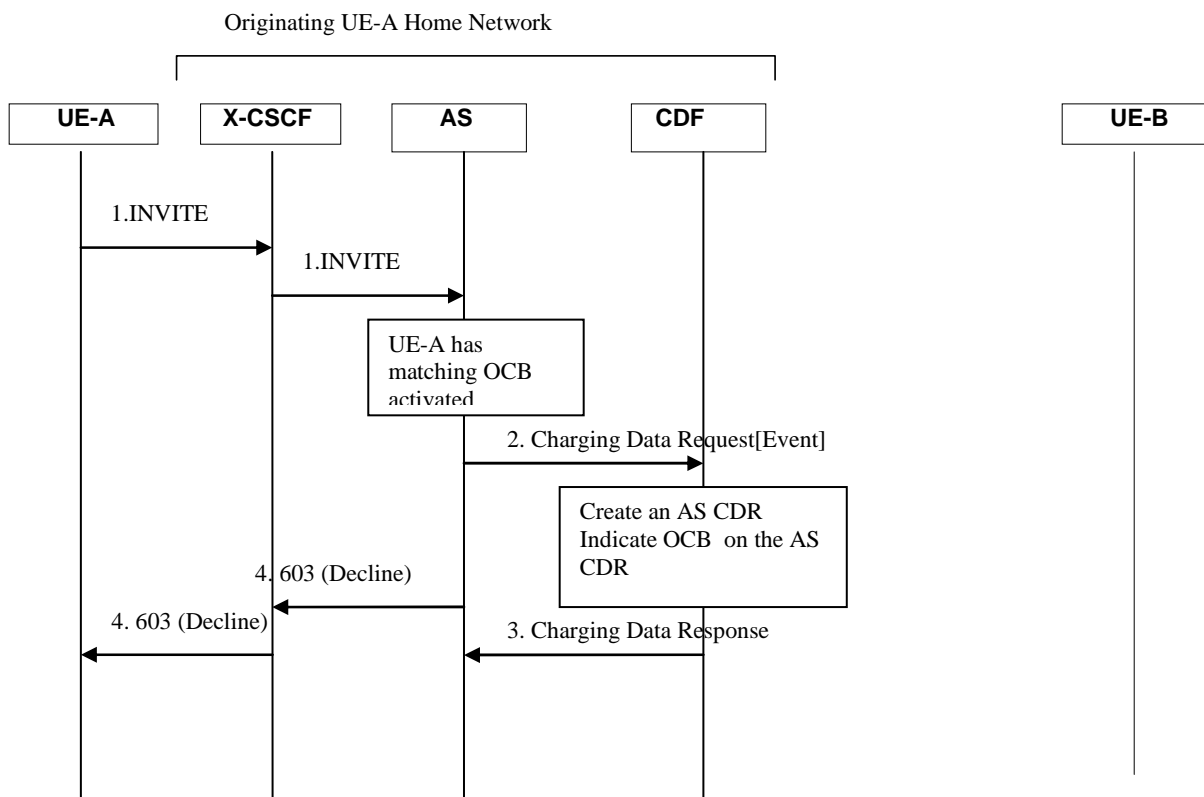 Originating UE-A Home Network
UE-A
X-CSCF
AS
CDF
UE-B
1.INVITE
1.INVITE
UE-A has
matching OCB
activated
2. Charging Data Request[Event]
Create an AS CDR
Indicate OCB on the AS
CDR
4. 603 (Decline)
4. 603 (Decline)
3. Charging Data Response